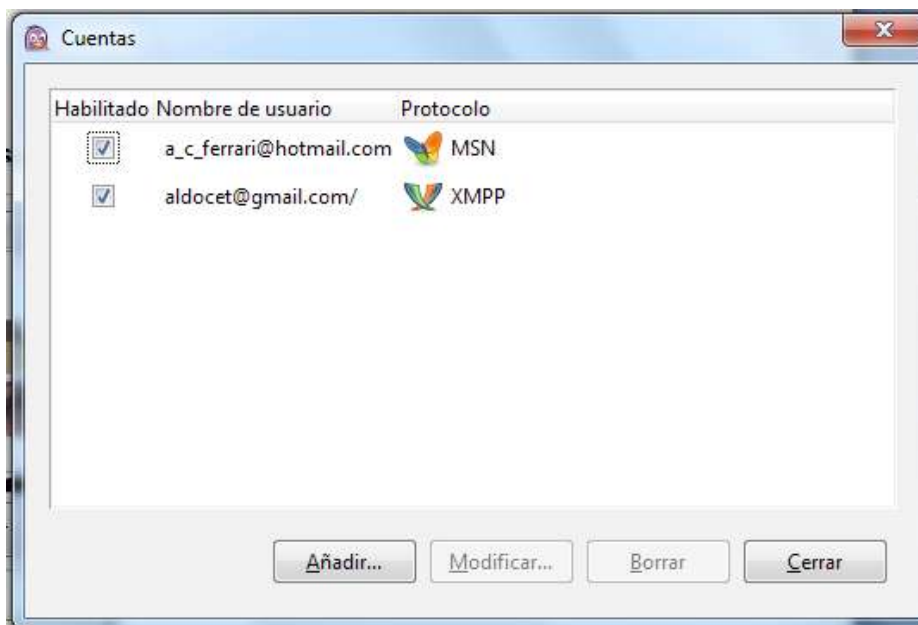 Cuentas
Habilitado Nombre de usuario Protocolo
a_c_ferrari@hotmail.com MSN
aldocet@gmail.com/ XMPP
Añadir... Modificar... Borrar Cerrar